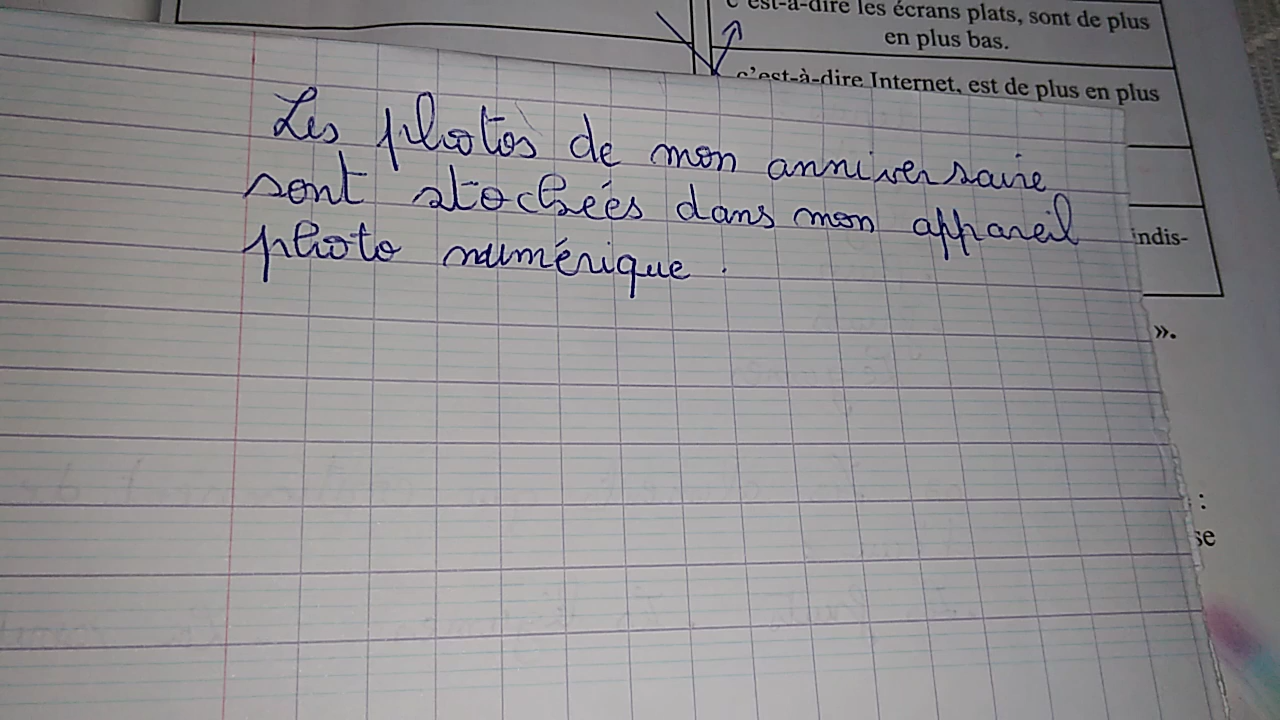 c'est-à-dire les écrans plats, sont de plus
en plus bas.
c'est-à-dire Internet, est de plus en plus
Les photos de mon anniversaire
sont stockées dans mon appareil
photo numérique.
indis-
».
:
se